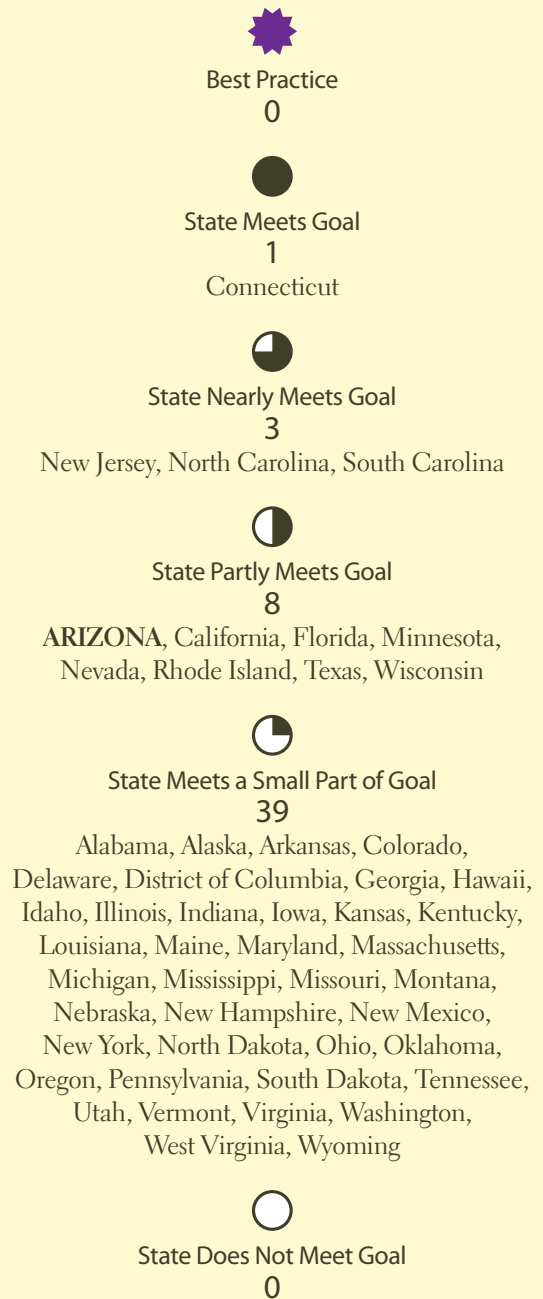 Best Practice
0
State Meets Goal
1
Connecticut
State Nearly Meets Goal
3
New Jersey, North Carolina, South Carolina
State Partly Meets Goal
8
ARIZONA, California, Florida, Minnesota,
Nevada, Rhode Island, Texas, Wisconsin
State Meets a Small Part of Goal
39
Alabama, Alaska, Arkansas, Colorado,
Delaware, District of Columbia, Georgia, Hawaii,
Idaho, Illinois, Indiana, Iowa, Kansas, Kentucky,
Louisiana, Maine, Maryland, Massachusetts,
Michigan, Mississippi, Missouri, Montana,
Nebraska, New Hampshire, New Mexico,
New York, North Dakota, Ohio, Oklahoma,
Oregon, Pennsylvania, South Dakota, Tennessee,
Utah, Vermont, Virginia, Washington,
West Virginia, Wyoming
State Does Not Meet Goal
0